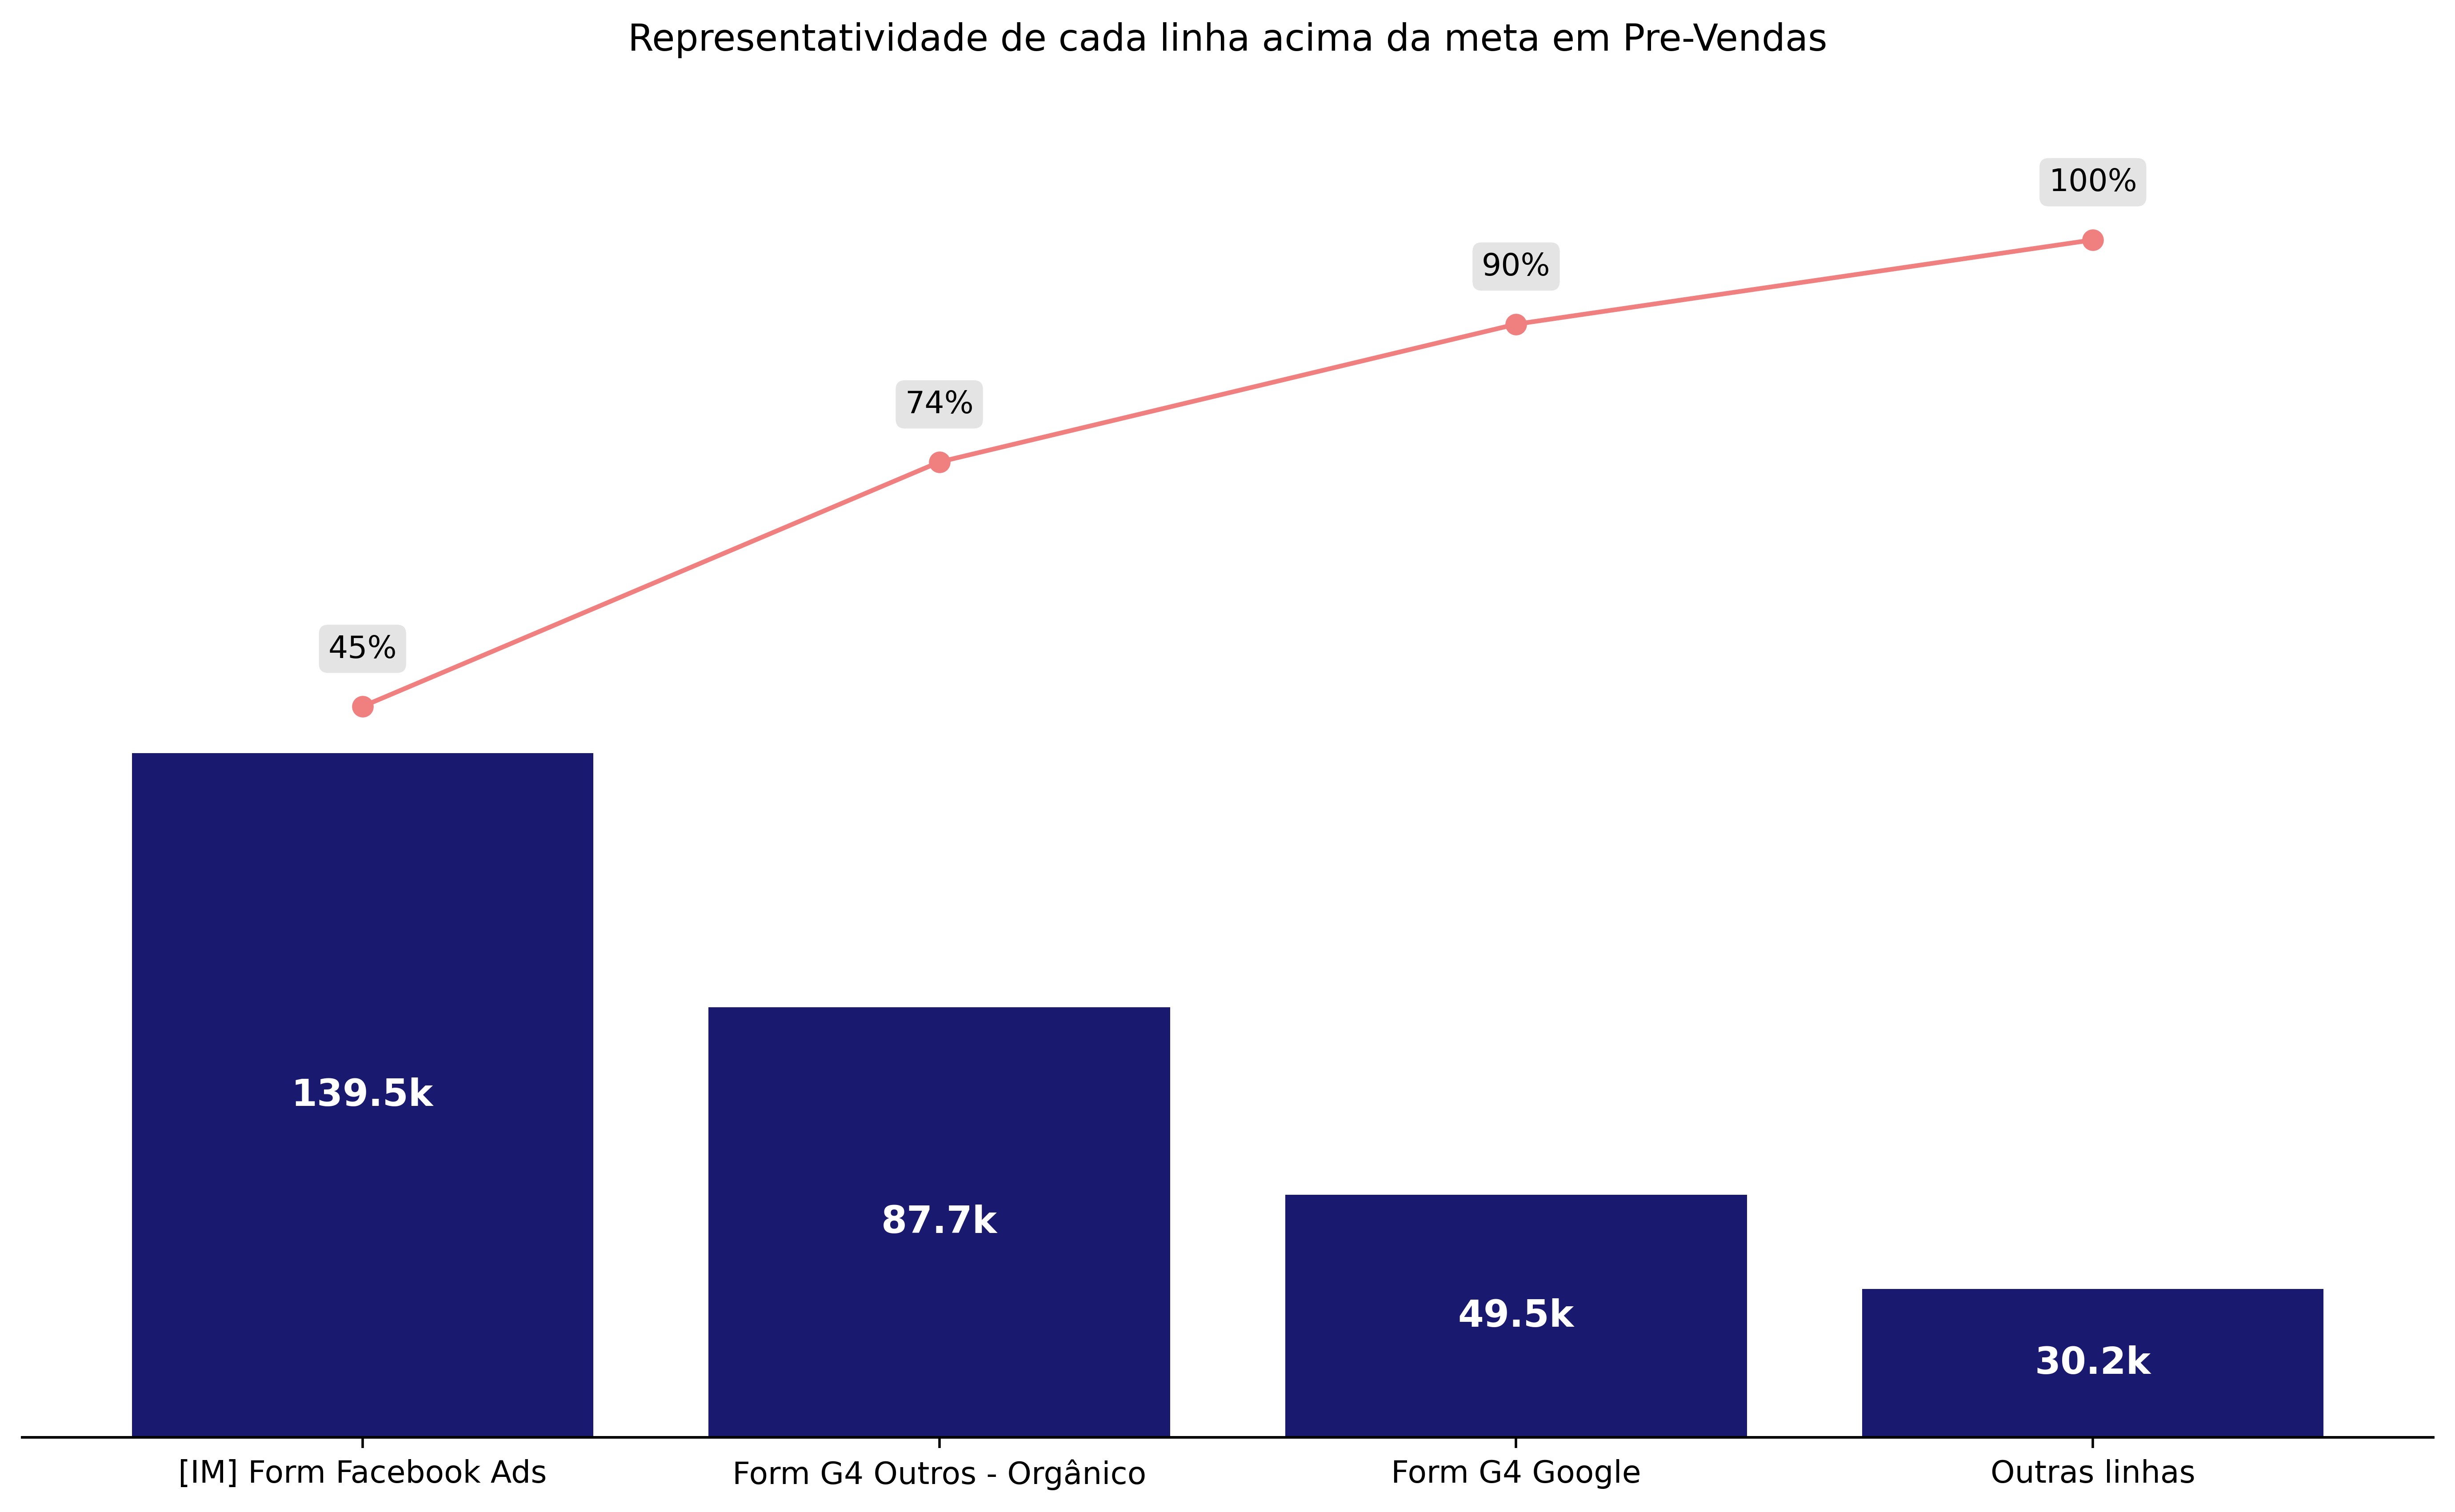 Representatividade de cada linha acima da meta em Pre-Vendas
100%
90%
74%
45%
139.5k
87.7k
49.5k
30.2k
[IM] Form Facebook Ads
Form G4 Outros - Orgânico
Form G4 Google
Outras linhas